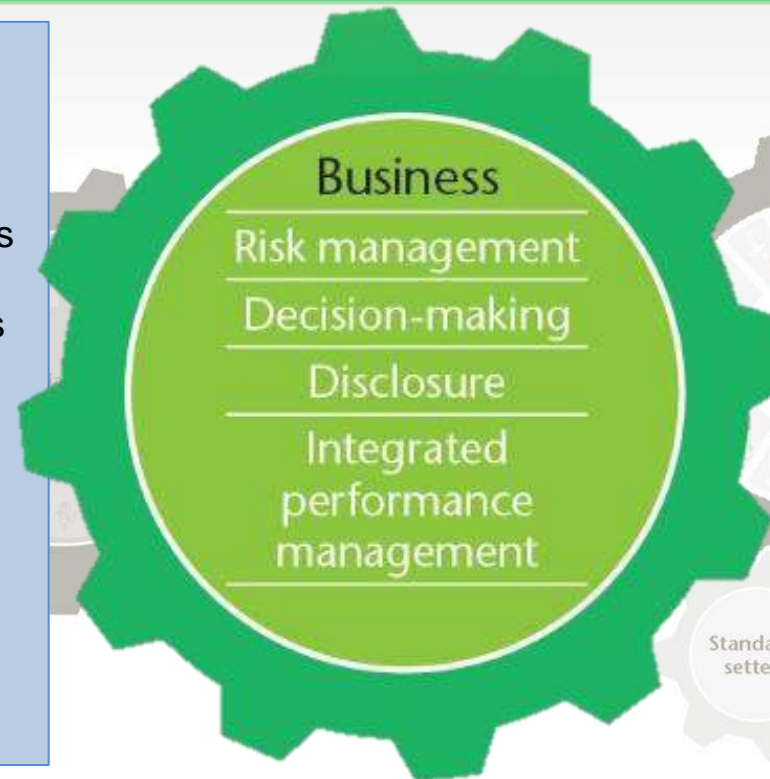 Business
Risk management
Decision-making
Disclosure
Integrated
performance
management